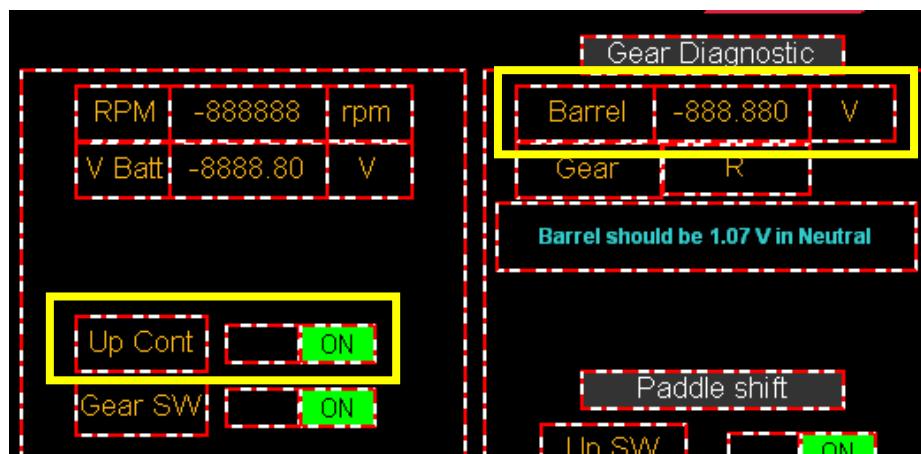 Gear Diagnostic
RPM -888888 rpm
Barrel -888.880 V
V Batt -8888.80 V
Gear R
Barrel should be 1.07 V in Neutral
Up Cont ON
Gear SW ON
Paddle shift
Up SW ON